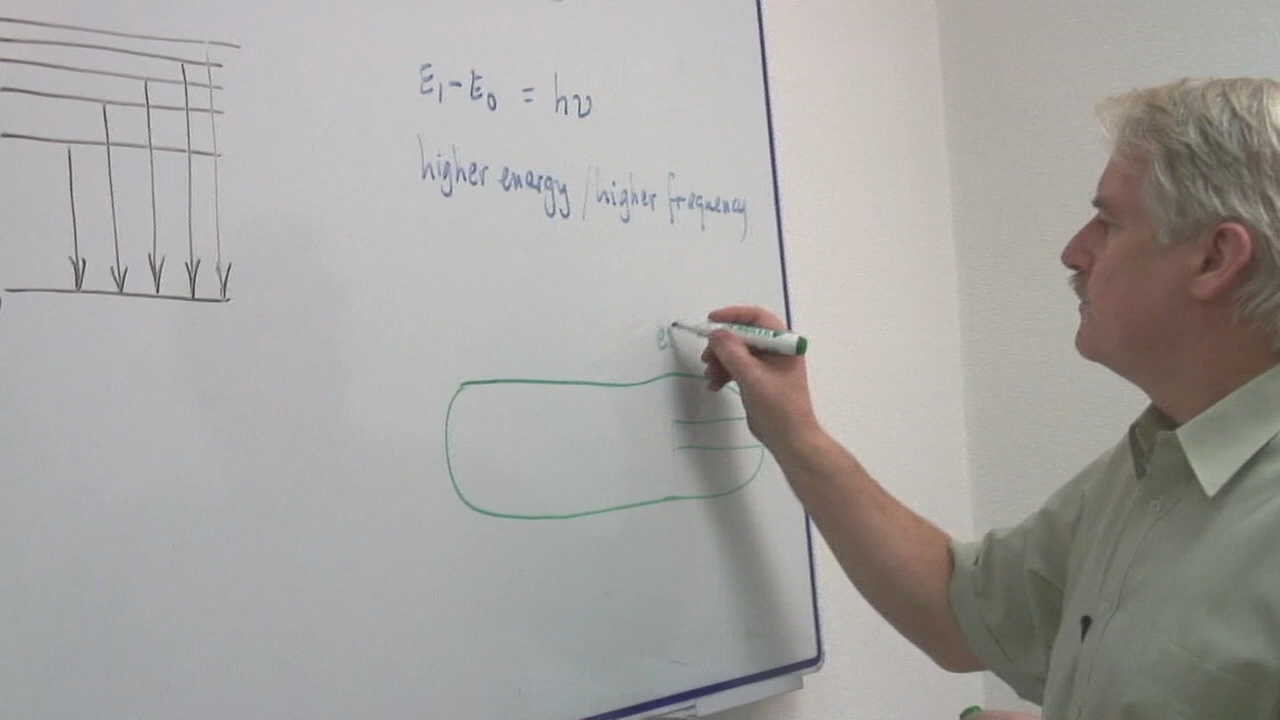 E₁ - E₀ = hν
higher energy / higher frequency
e